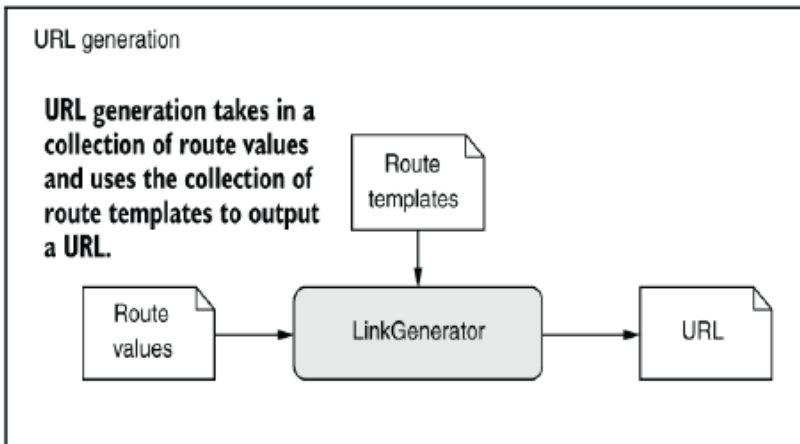 URL generation
URL generation takes in a
collection of route values
and uses the collection of
route templates to output
a URL.
Route
templates
Route
values
LinkGenerator
URL